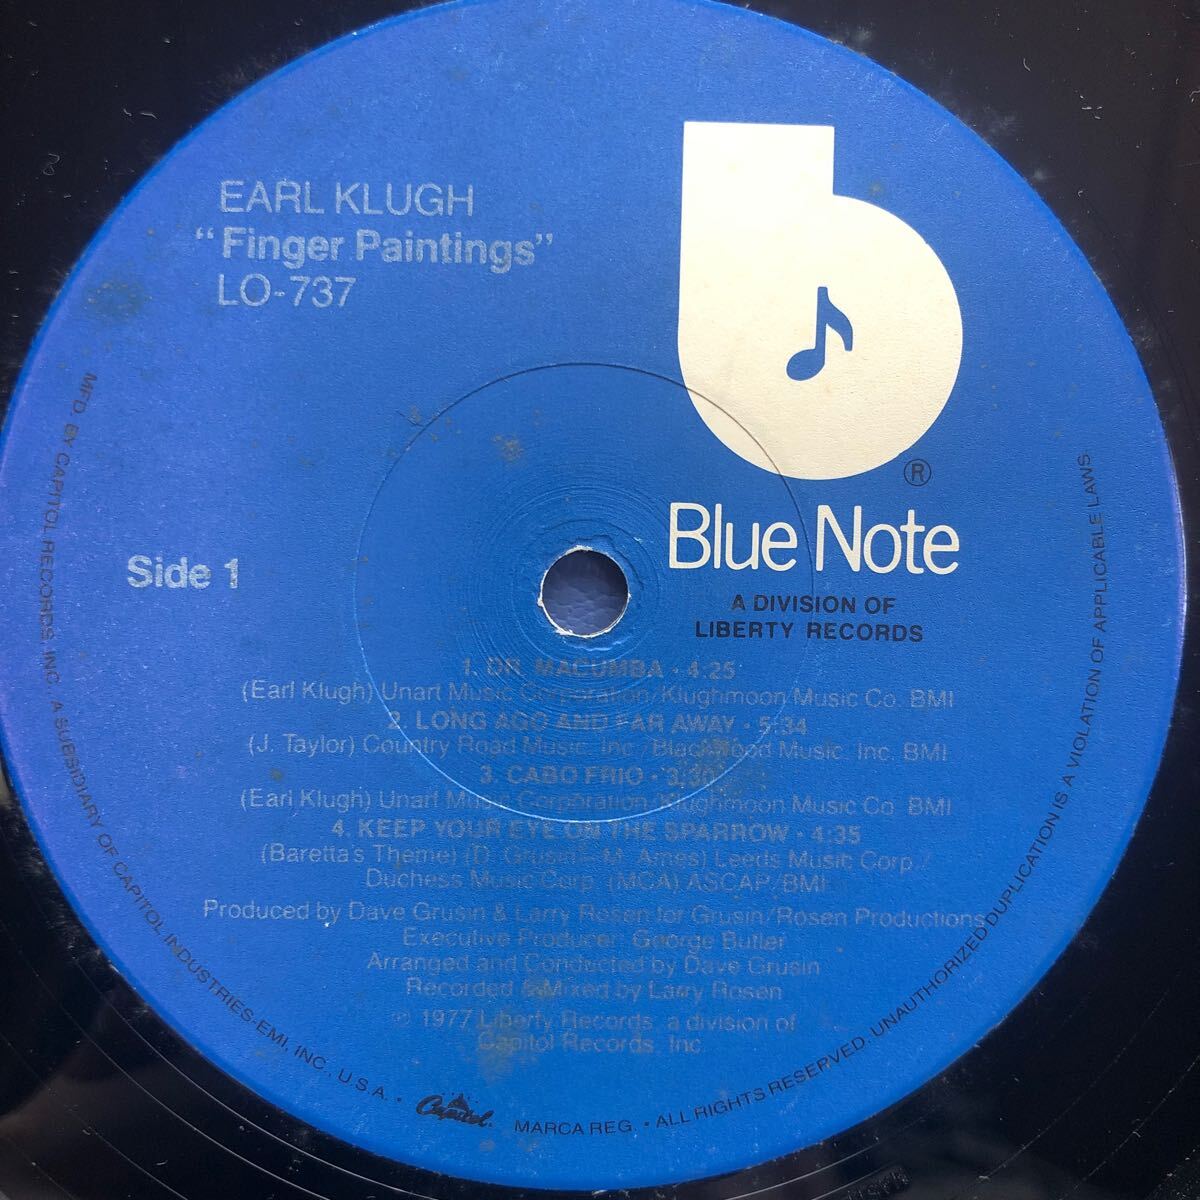 EARL KLUGH
"Finger Paintings"
LO-737
®
Blue Note
A DIVISION OF
LIBERTY RECORDS
Side 1
1. DR. MACUMBA • 4:25
(Earl Klugh) Unart Music Corporation/Klughmoon Music Co. BMI
2. LONG AGO AND FAR AWAY • 5:34
(J. Taylor) Country Road Music, Inc./Blackwood Music, Inc. BMI
3. CABO FRIO • 3:30
(Earl Klugh) Unart Music Corporation/Klughmoon Music Co. BMI
4. KEEP YOUR EYE ON THE SPARROW • 4:35
(Baretta's Theme) (D. Grusin—M. Ames) Leeds Music Corp./
Duchess Music Corp. (MCA) ASCAP/BMI
Produced by Dave Grusin & Larry Rosen for Grusin/Rosen Productions
Executive Producer: George Butler
Arranged and Conducted by Dave Grusin
Recorded & Mixed by Larry Rosen
℗ 1977 Liberty Records, a division of
Capitol Records, Inc.
MFD. BY CAPITOL RECORDS, INC. A SUBSIDIARY OF CAPITOL INDUSTRIES-EMI, INC., U.S.A. • Capitol. MARCA REG. • ALL RIGHTS RESERVED. UNAUTHORIZED DUPLICATION IS A VIOLATION OF APPLICABLE LAWS.